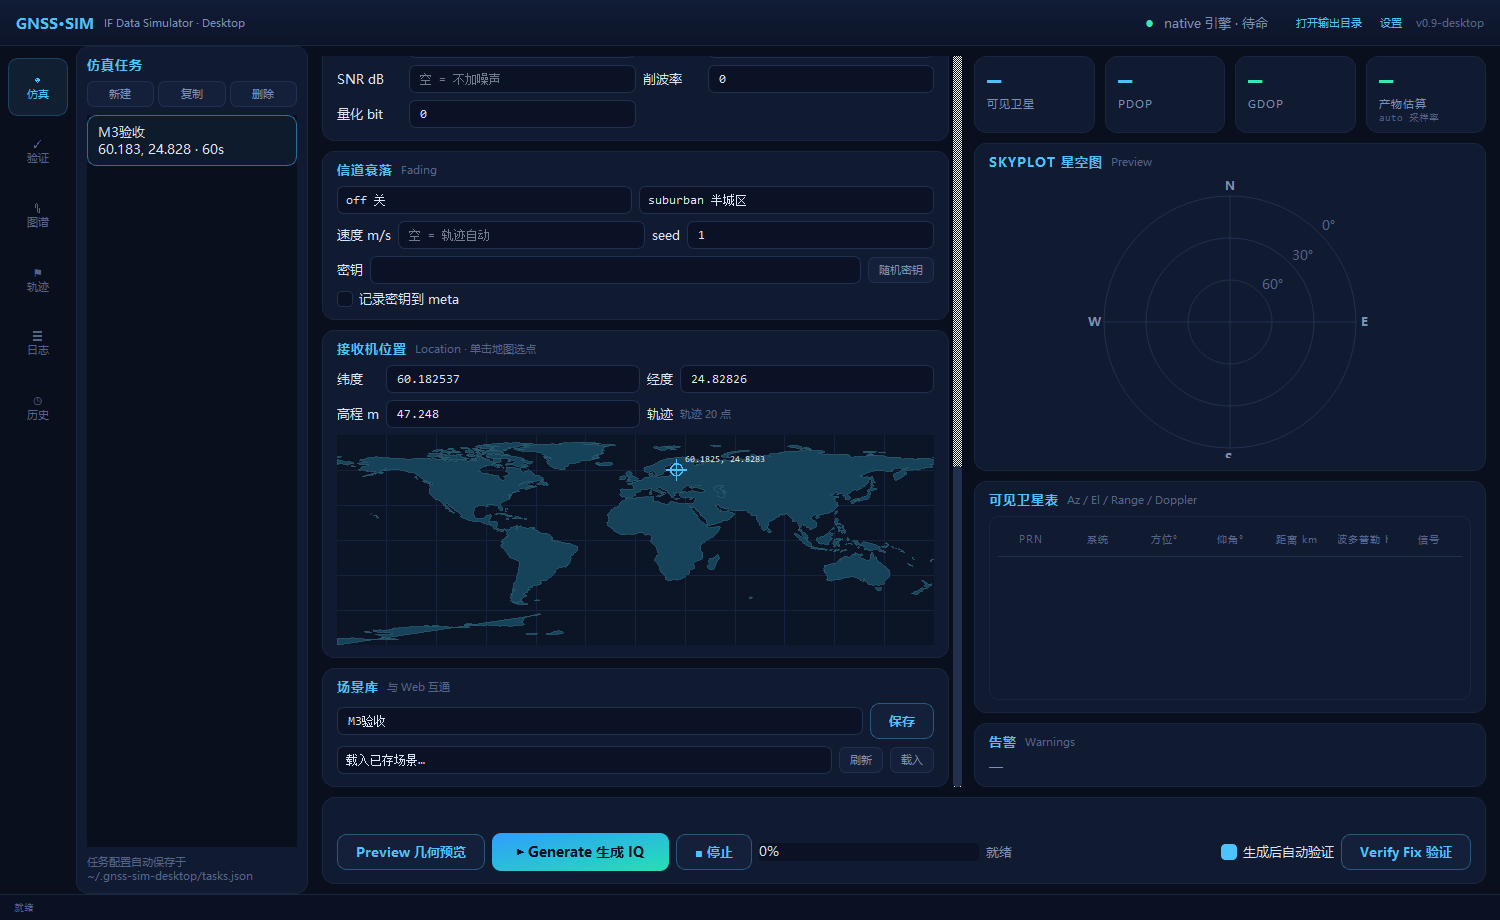 GNSS•SIM IF Data Simulator · Desktop
● native 引擎 · 待命 打开输出目录 设置 v0.9-desktop
仿真
验证
图谱
轨迹
日志
历史
仿真任务
新建 复制 删除
M3验收
60.183, 24.828 · 60s
任务配置自动保存于
~/.gnss-sim-desktop/tasks.json
SNR dB 空 = 不加噪声 削波率 0
量化 bit 0
信道衰落 Fading
off 关 suburban 半城区
速度 m/s 空 = 轨迹自动 seed 1
密钥 随机密钥
记录密钥到 meta
接收机位置 Location · 单击地图选点
纬度 60.182537 经度 24.82826
高程 m 47.248 轨迹 轨迹 20 点
60.1825, 24.8283
场景库 与 Web 互通
M3验收 保存
载入已存场景… 刷新 载入
— 可见卫星
— PDOP
— GDOP
— 产物估算
auto 采样率
SKYPLOT 星空图 Preview
N
0°
30°
60°
W E
S
可见卫星表 Az / El / Range / Doppler
PRN 系统 方位° 仰角° 距离 km 波多普勒 信号
告警 Warnings
—
Preview 几何预览 ▸ Generate 生成 IQ ■ 停止 0% 就绪 生成后自动验证 Verify Fix 验证
就绪